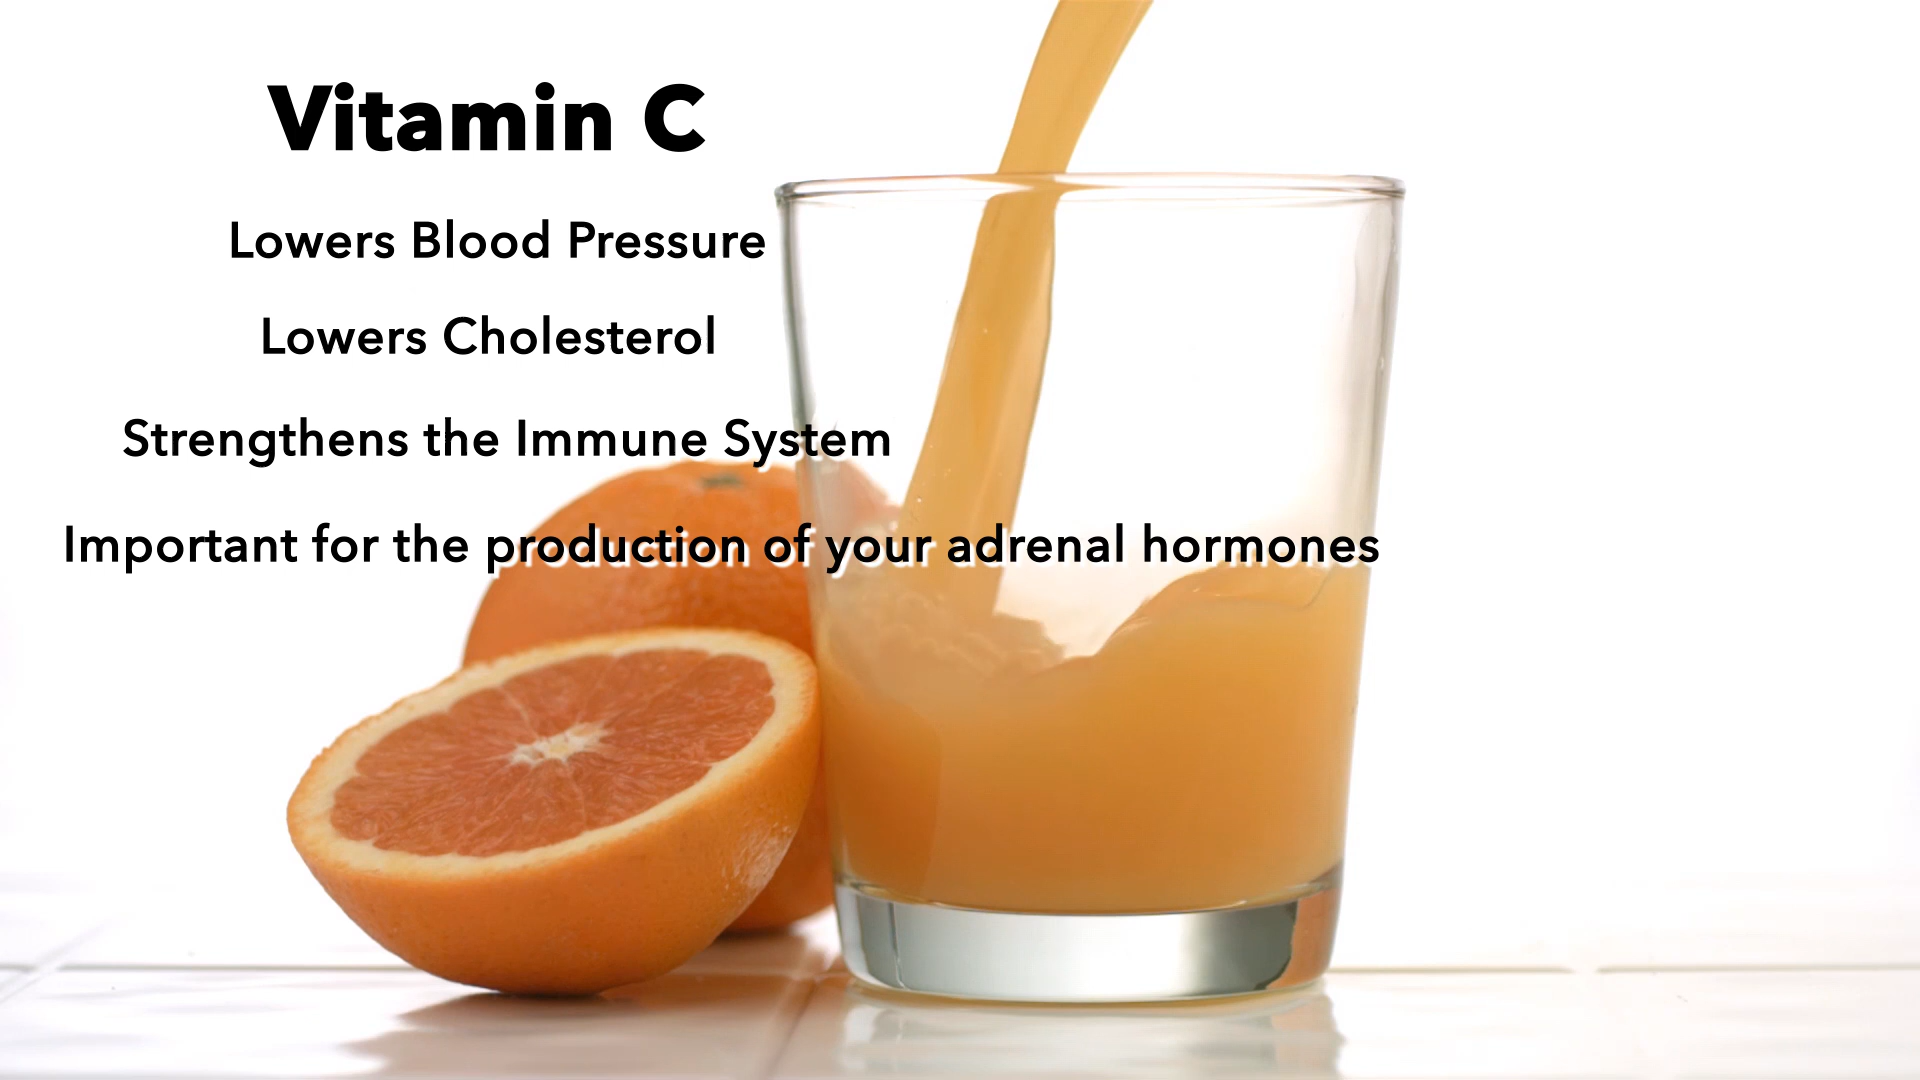 Vitamin C
Lowers Blood Pressure
Lowers Cholesterol
Strengthens the Immune System
Important for the production of your adrenal hormones